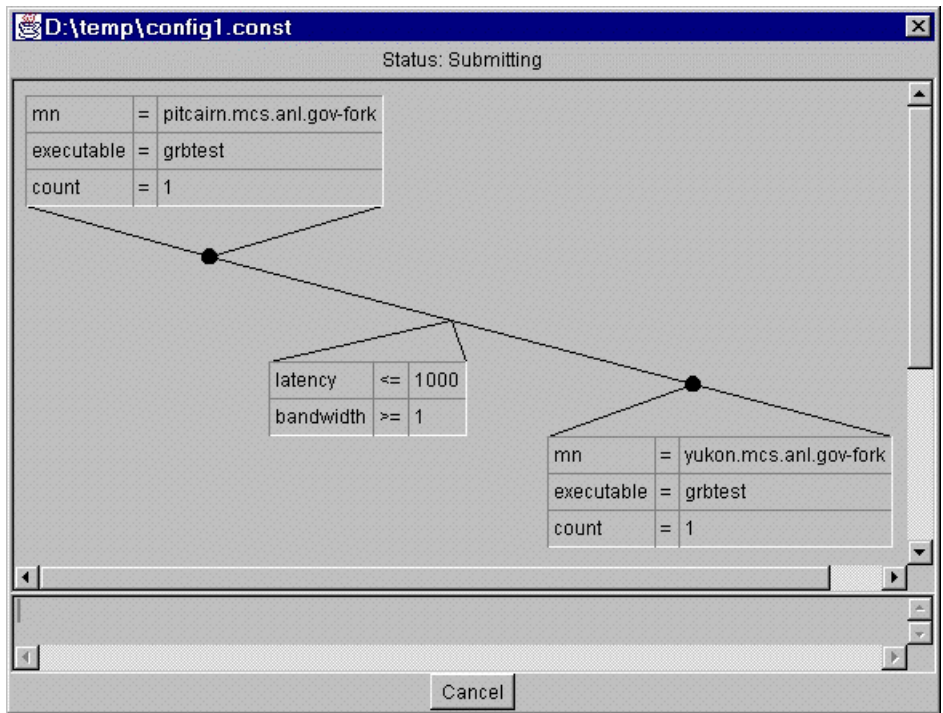 D:\temp\config1.const
Status: Submitting
mn = pitcairn.mcs.anl.gov-fork
executable = grbtest
count = 1
latency <= 1000
bandwidth >= 1
mn = yukon.mcs.anl.gov-fork
executable = grbtest
count = 1
Cancel